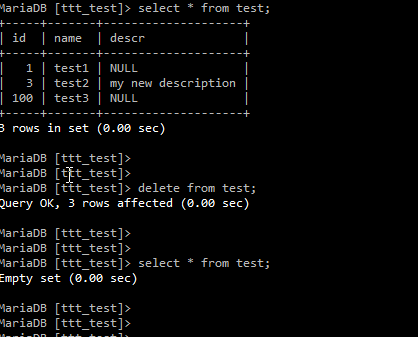 MariaDB [ttt_test]> select * from test;
+-----+-------+--------------------+
| id  | name  | descr              |
+-----+-------+--------------------+
|   1 | test1 | NULL               |
|   3 | test2 | my new description |
| 100 | test3 | NULL               |
+-----+-------+--------------------+
3 rows in set (0.00 sec)
MariaDB [ttt_test]>
MariaDB [ttt_test]>
MariaDB [ttt_test]> delete from test;
Query OK, 3 rows affected (0.00 sec)
MariaDB [ttt_test]>
MariaDB [ttt_test]>
MariaDB [ttt_test]> select * from test;
Empty set (0.00 sec)
MariaDB [ttt_test]>
MariaDB [ttt_test]>
MariaDB [ttt_test]>